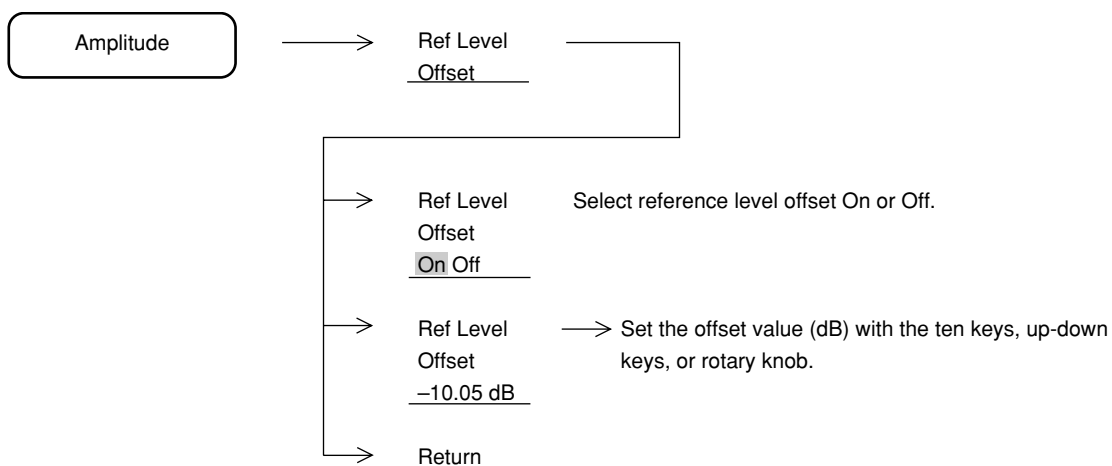 Amplitude
Ref Level
Offset
Ref Level
Offset
On Off
Select reference level offset On or Off.
Ref Level
Offset
–10.05 dB
Set the offset value (dB) with the ten keys, up-down
keys, or rotary knob.
Return